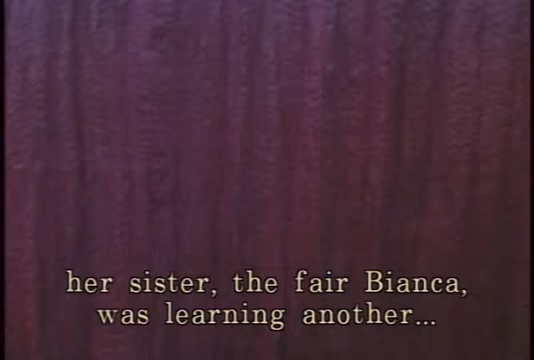 her sister, the fair Bianca,
was learning another...